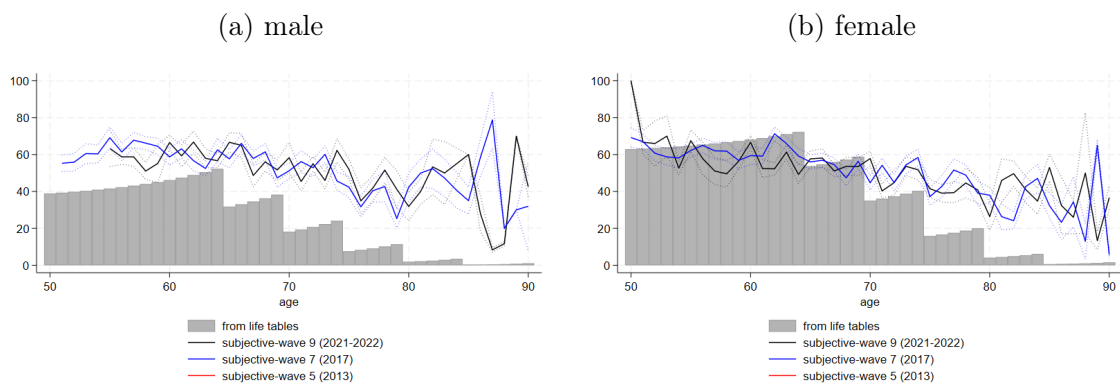 (a) male
100
80
60
40
20
0
50 60 70 80 90
age
from life tables
subjective-wave 9 (2021-2022)
subjective-wave 7 (2017)
subjective-wave 5 (2013)
(b) female
100
80
60
40
20
0
50 60 70 80 90
age
from life tables
subjective-wave 9 (2021-2022)
subjective-wave 7 (2017)
subjective-wave 5 (2013)